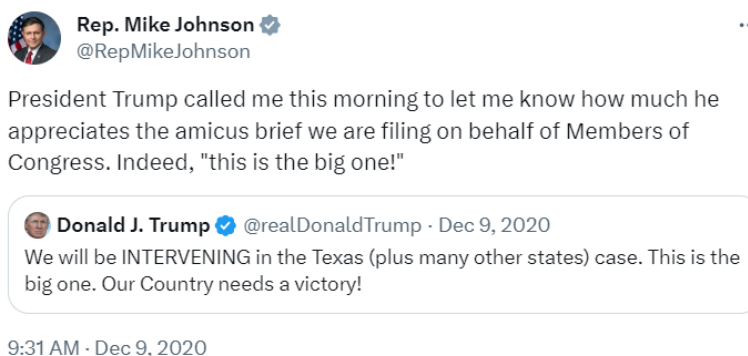 Rep. Mike Johnson
@RepMikeJohnson
President Trump called me this morning to let me know how much he
appreciates the amicus brief we are filing on behalf of Members of
Congress. Indeed, "this is the big one!"
Donald J. Trump @realDonaldTrump · Dec 9, 2020
We will be INTERVENING in the Texas (plus many other states) case. This is the
big one. Our Country needs a victory!
9:31 AM · Dec 9, 2020